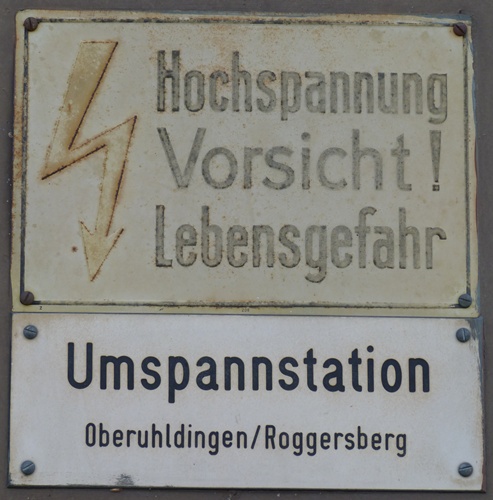 Hochspannung
Vorsicht!
Lebensgefahr
Umspannstation
Oberuhldingen/Roggersberg